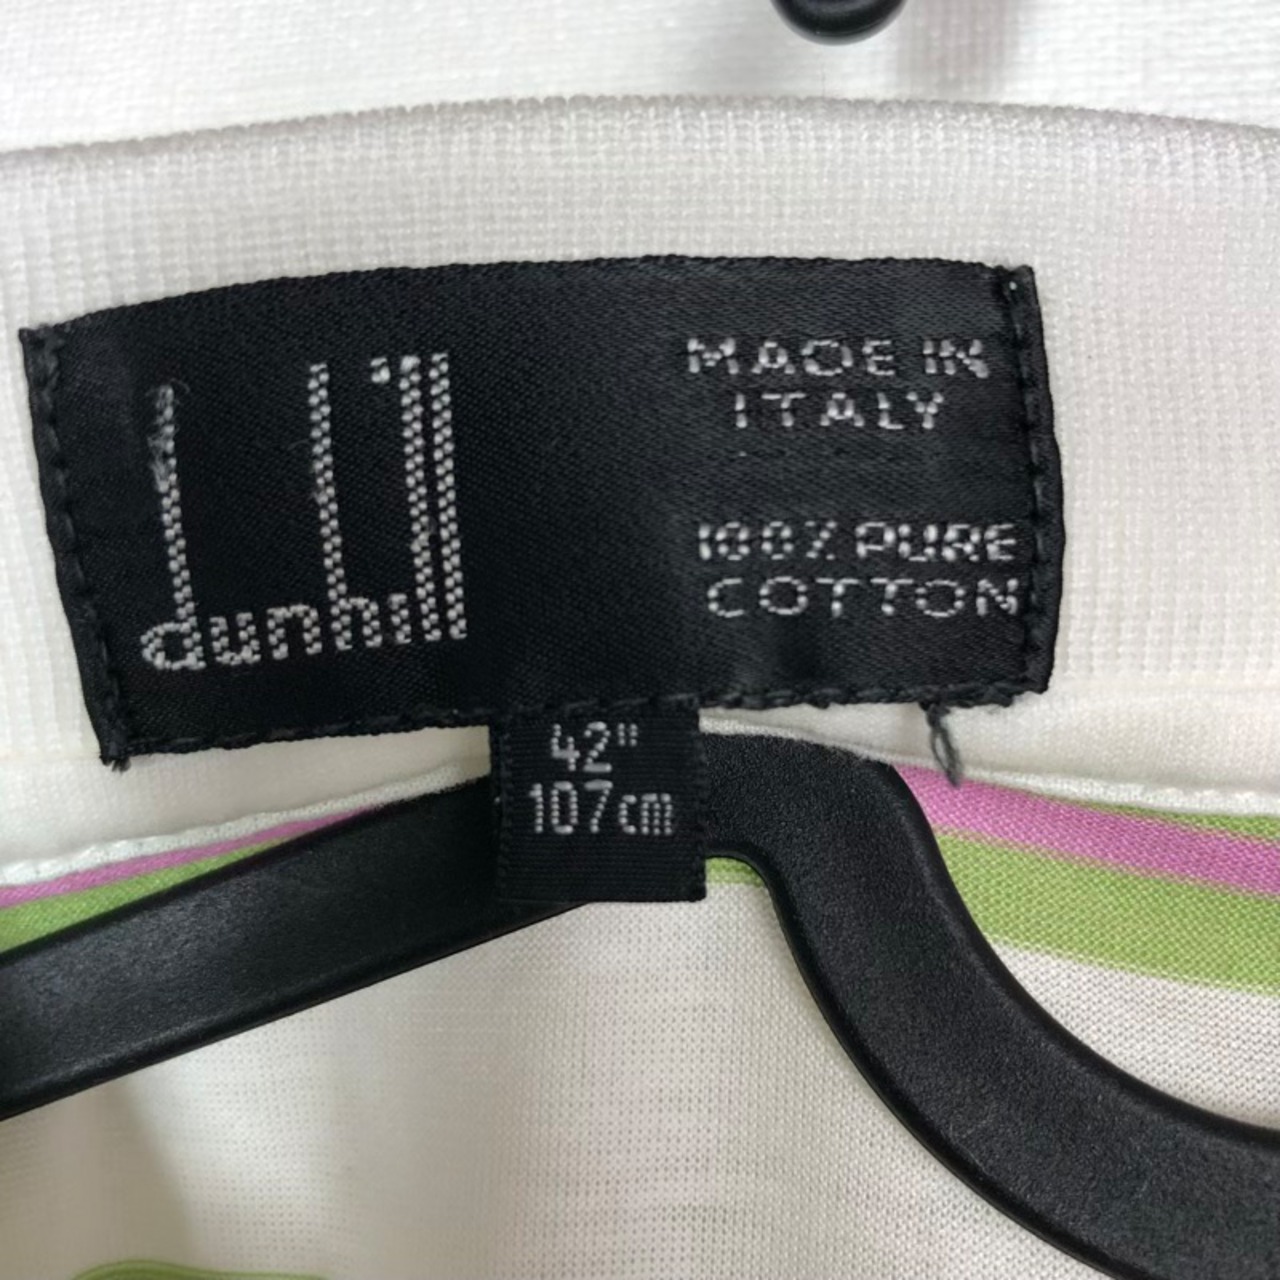 dunhill
MADE IN
ITALY
100% PURE
COTTON
42"
107cm